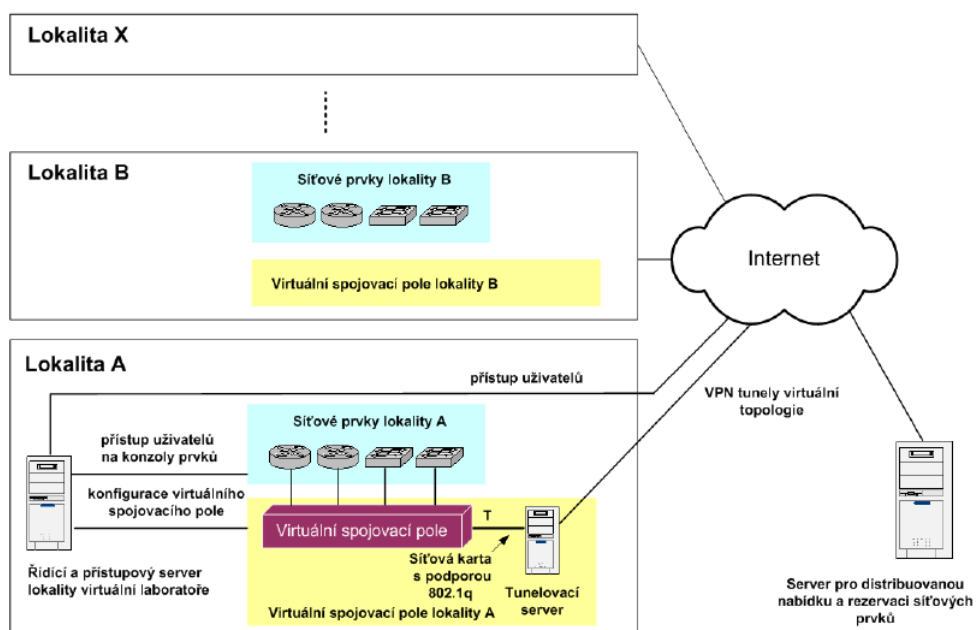 Lokalita X
Lokalita B
Síťové prvky lokality B
Virtuální spojovací pole lokality B
Internet
Lokalita A
přístup uživatelů
VPN tunely virtuální
topologie
Síťové prvky lokality A
přístup uživatelů
na konzoly prvků
konfigurace virtuálního
spojovacího pole
Virtuální spojovací pole
T
Síťová karta
s podporou
802.1q
Tunelovací
server
Virtuální spojovací pole lokality A
Řídící a přístupový server
lokality virtuální laboratoře
Server pro distribuovanou
nabídku a rezervaci síťových
prvků